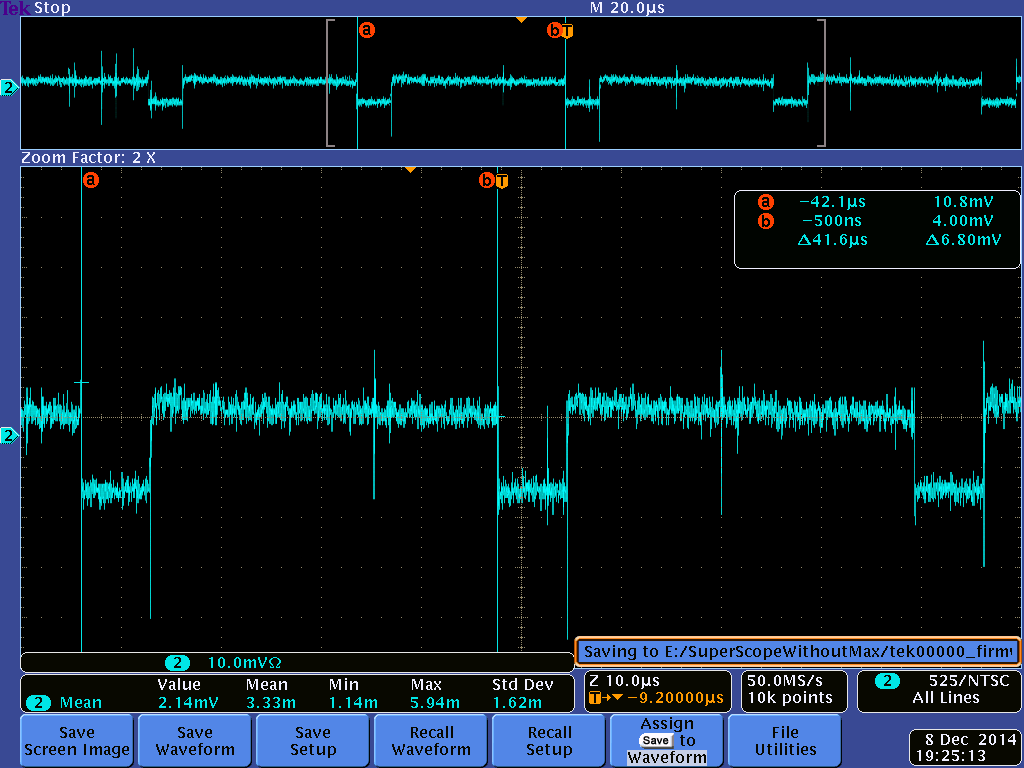 Tek Stop M 20.0µs
a b T
2
Zoom Factor: 2 X
a b T
a −42.1µs 10.8mV
b −500ns 4.00mV
Δ41.6µs Δ6.80mV
2
Saving to E:/SuperScopeWithoutMax/tek00000_firm
2 10.0mVΩ
Value Mean Min Max Std Dev
2 Mean 2.14mV 3.33m 1.14m 5.94m 1.62m
Z 10.0µs
T→▼−9.20000µs
50.0MS/s
10k points
2 525/NTSC
All Lines
Save
Screen Image
Save
Waveform
Save
Setup
Recall
Waveform
Recall
Setup
Assign
Save to
Waveform
File
Utilities
8 Dec 2014
19:25:13